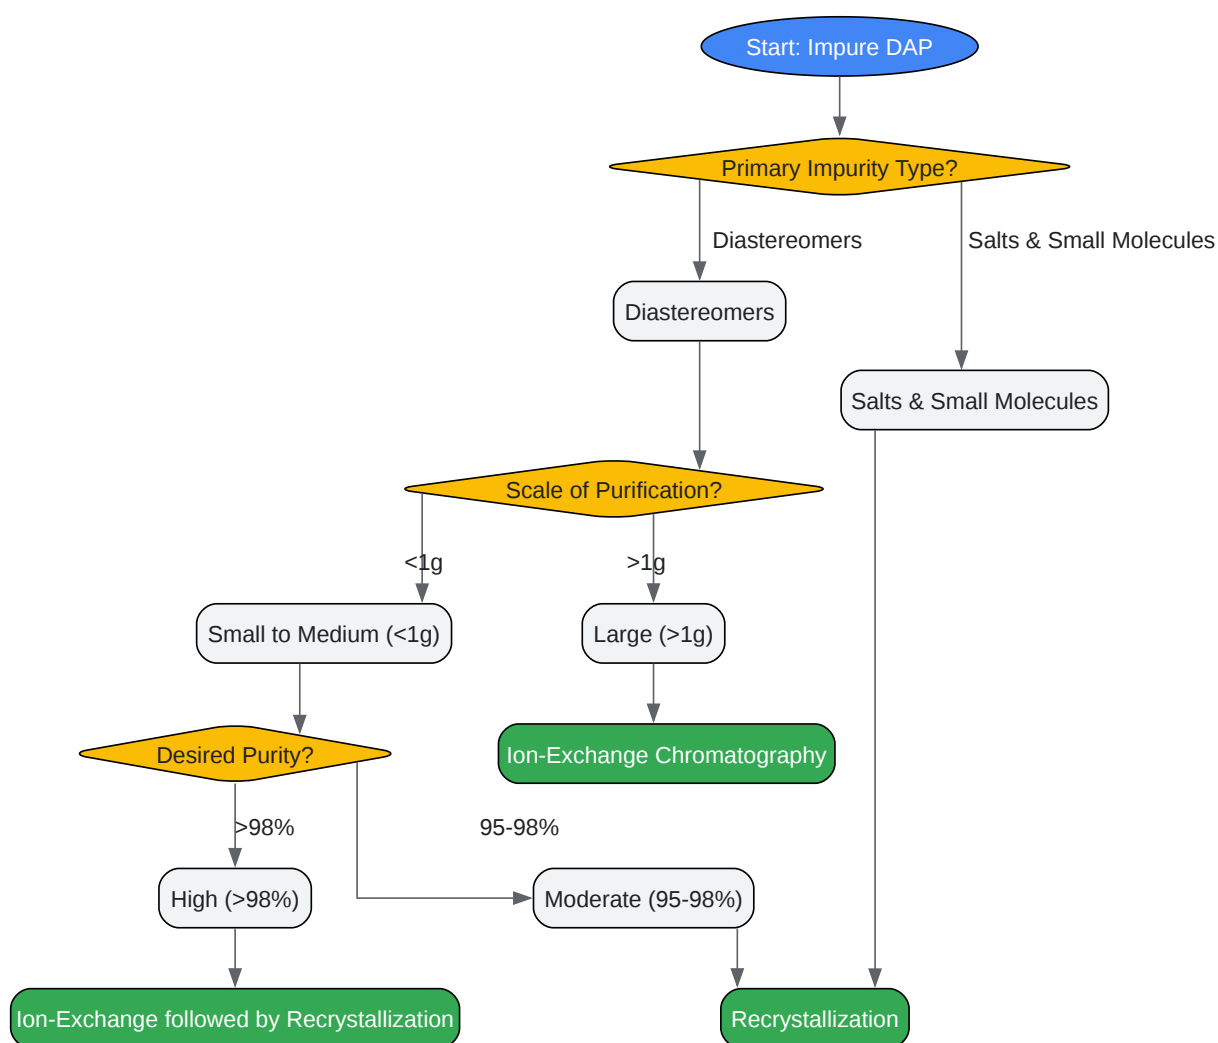 Start: Impure DAP
Primary Impurity Type?
Diastereomers
Salts & Small Molecules
Diastereomers
Salts & Small Molecules
Scale of Purification?
<1g
>1g
Small to Medium (<1g)
Large (>1g)
Desired Purity?
Ion-Exchange Chromatography
>98%
95-98%
High (>98%)
Moderate (95-98%)
Ion-Exchange followed by Recrystallization
Recrystallization